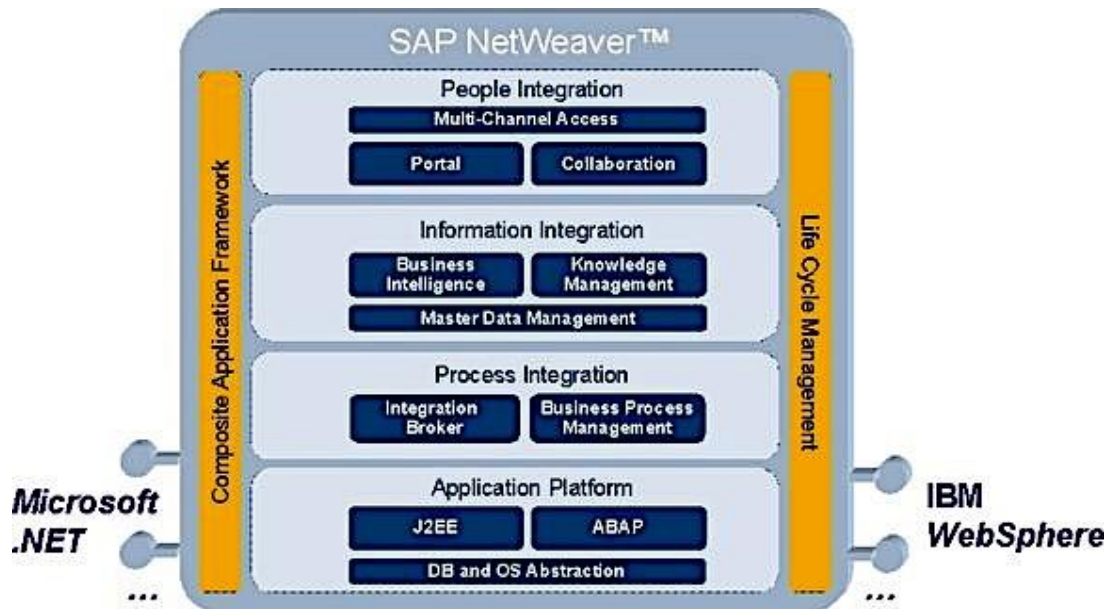 SAP NetWeaver™
People Integration
Multi-Channel Access
Portal
Collaboration
Information Integration
Business
Intelligence
Knowledge
Management
Master Data Management
Process Integration
Integration
Broker
Business Process
Management
Application Platform
J2EE
ABAP
DB and OS Abstraction
Composite Application Framework
Life Cycle Management
Microsoft
.NET
...
IBM
WebSphere
...